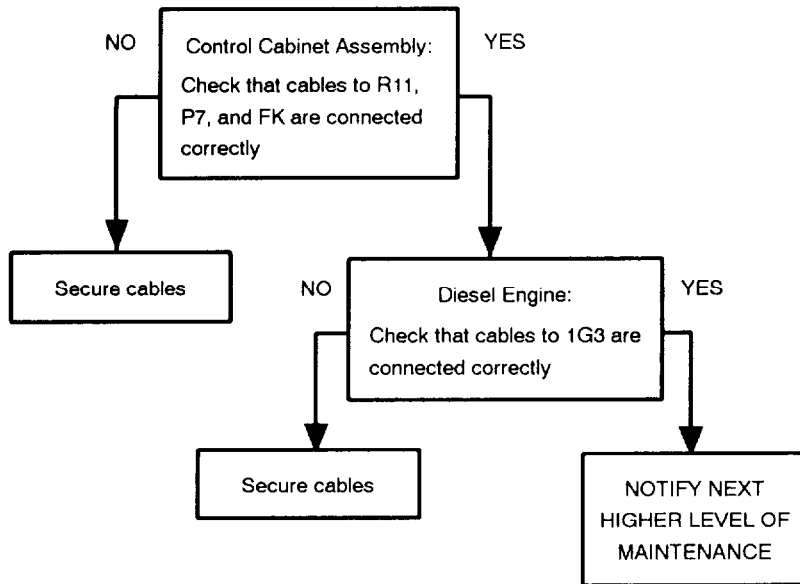 NO
Control Cabinet Assembly:
YES
Check that cables to R11,
P7, and FK are connected
correctly
Secure cables
NO
Diesel Engine:
YES
Check that cables to 1G3 are
connected correctly
Secure cables
NOTIFY NEXT
HIGHER LEVEL OF
MAINTENANCE